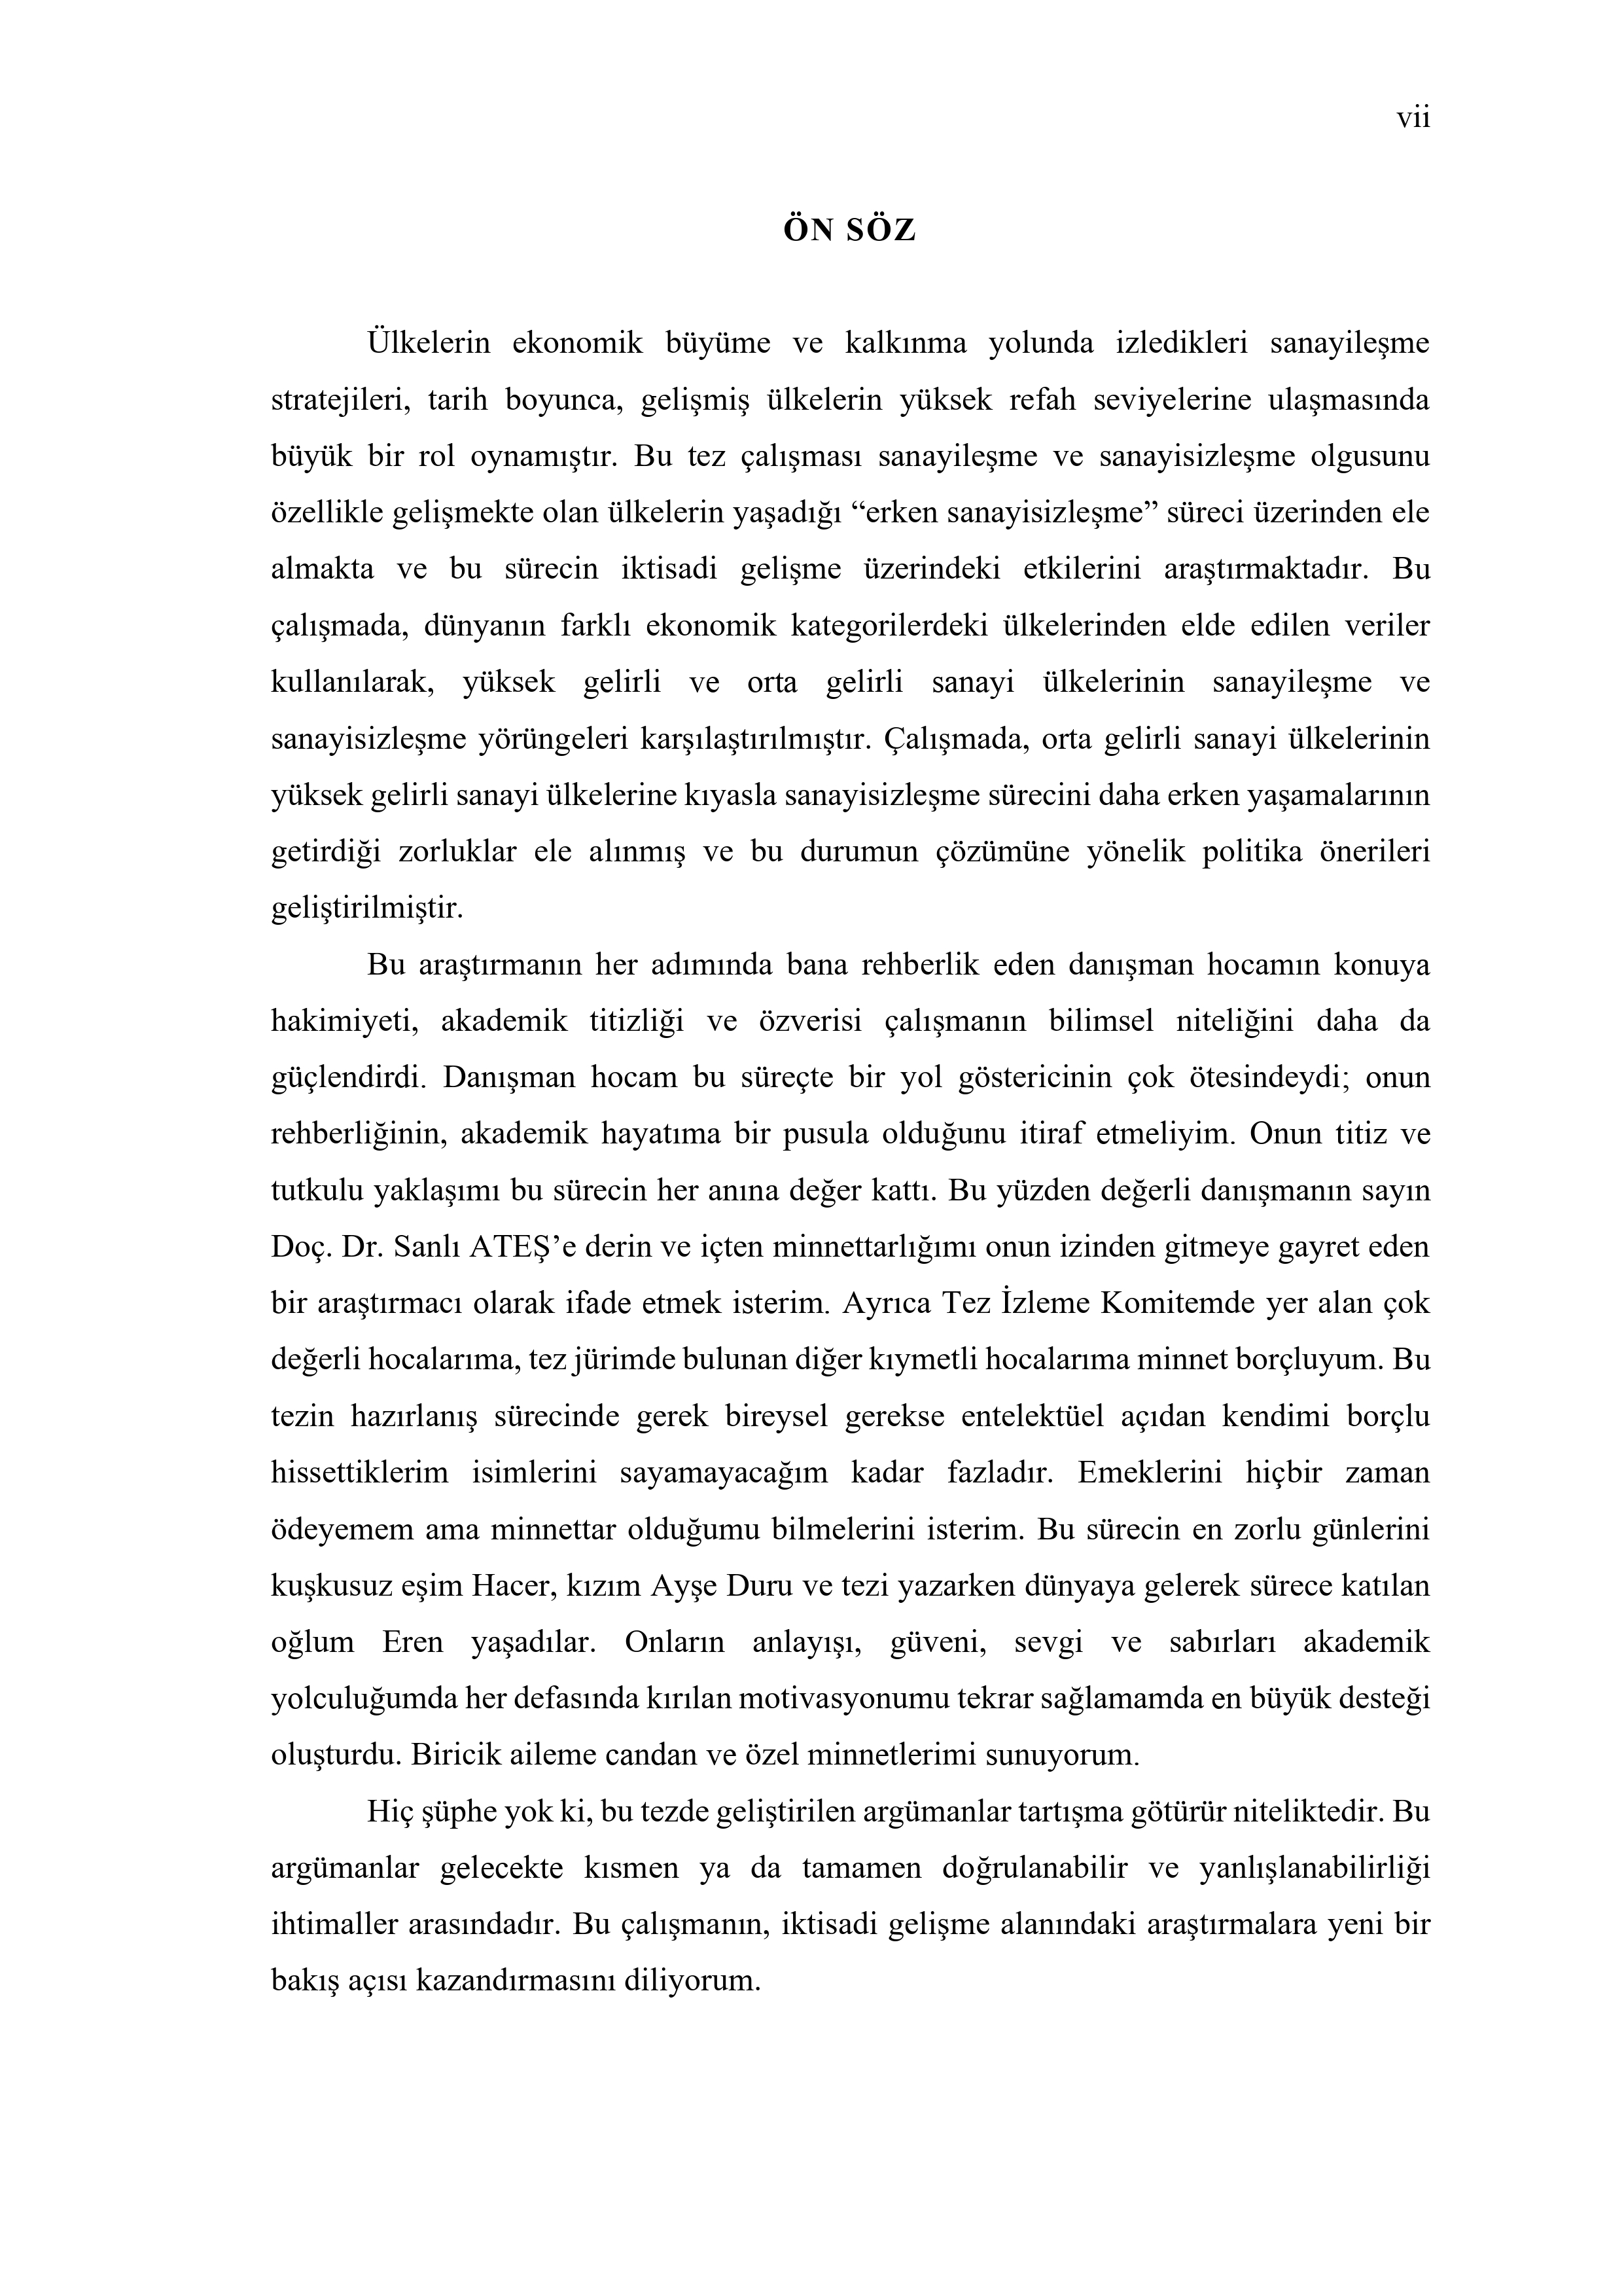 vii
ÖN SÖZ
Ülkelerin ekonomik büyüme ve kalkınma yolunda izledikleri sanayileşme
stratejileri, tarih boyunca, gelişmiş ülkelerin yüksek refah seviyelerine ulaşmasında
büyük bir rol oynamıştır. Bu tez çalışması sanayileşme ve sanayisizleşme olgusunu
özellikle gelişmekte olan ülkelerin yaşadığı “erken sanayisizleşme” süreci üzerinden ele
almakta ve bu sürecin iktisadi gelişme üzerindeki etkilerini araştırmaktadır. Bu
çalışmada, dünyanın farklı ekonomik kategorilerdeki ülkelerinden elde edilen veriler
kullanılarak, yüksek gelirli ve orta gelirli sanayi ülkelerinin sanayileşme ve
sanayisizleşme yörüngeleri karşılaştırılmıştır. Çalışmada, orta gelirli sanayi ülkelerinin
yüksek gelirli sanayi ülkelerine kıyasla sanayisizleşme sürecini daha erken yaşamalarının
getirdiği zorluklar ele alınmış ve bu durumun çözümüne yönelik politika önerileri
geliştirilmiştir.
Bu araştırmanın her adımında bana rehberlik eden danışman hocamın konuya
hakimiyeti, akademik titizliği ve özverisi çalışmanın bilimsel niteliğini daha da
güçlendirdi. Danışman hocam bu süreçte bir yol göstericinin çok ötesindeydi; onun
rehberliğinin, akademik hayatıma bir pusula olduğunu itiraf etmeliyim. Onun titiz ve
tutkulu yaklaşımı bu sürecin her anına değer kattı. Bu yüzden değerli danışmanın sayın
Doç. Dr. Sanlı ATEŞ’e derin ve içten minnettarlığımı onun izinden gitmeye gayret eden
bir araştırmacı olarak ifade etmek isterim. Ayrıca Tez İzleme Komitemde yer alan çok
değerli hocalarıma, tez jürimde bulunan diğer kıymetli hocalarıma minnet borçluyum. Bu
tezin hazırlanış sürecinde gerek bireysel gerekse entelektüel açıdan kendimi borçlu
hissettiklerim isimlerini sayamayacağım kadar fazladır. Emeklerini hiçbir zaman
ödeyemem ama minnettar olduğumu bilmelerini isterim. Bu sürecin en zorlu günlerini
kuşkusuz eşim Hacer, kızım Ayşe Duru ve tezi yazarken dünyaya gelerek sürece katılan
oğlum Eren yaşadılar. Onların anlayışı, güveni, sevgi ve sabırları akademik
yolculuğumda her defasında kırılan motivasyonumu tekrar sağlamamda en büyük desteği
oluşturdu. Biricik aileme candan ve özel minnetlerimi sunuyorum.
Hiç şüphe yok ki, bu tezde geliştirilen argümanlar tartışma götürür niteliktedir. Bu
argümanlar gelecekte kısmen ya da tamamen doğrulanabilir ve yanlışlanabilirliği
ihtimaller arasındadır. Bu çalışmanın, iktisadi gelişme alanındaki araştırmalara yeni bir
bakış açısı kazandırmasını diliyorum.